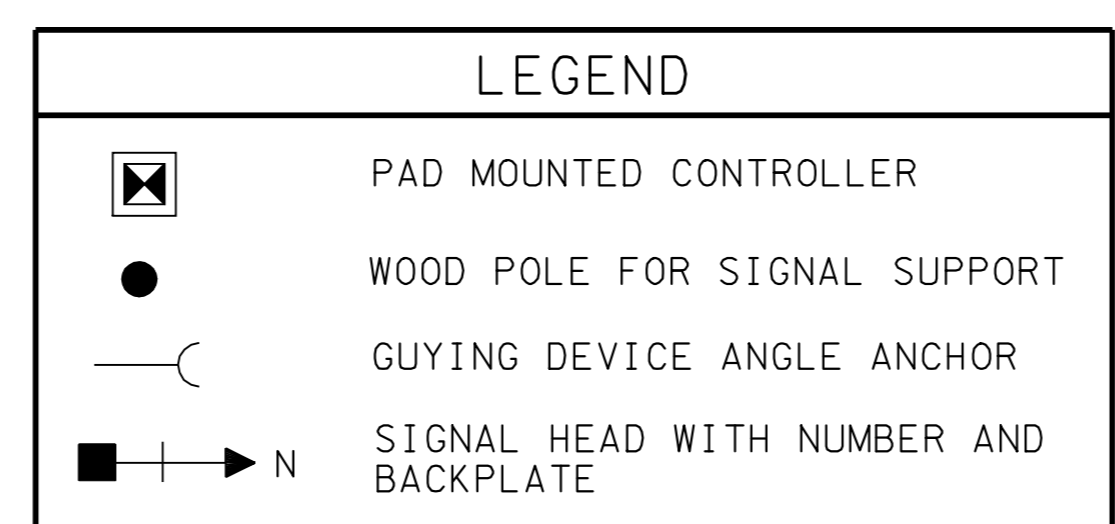 LEGEND
PAD MOUNTED CONTROLLER
WOOD POLE FOR SIGNAL SUPPORT
GUYING DEVICE ANGLE ANCHOR
N SIGNAL HEAD WITH NUMBER AND
BACKPLATE